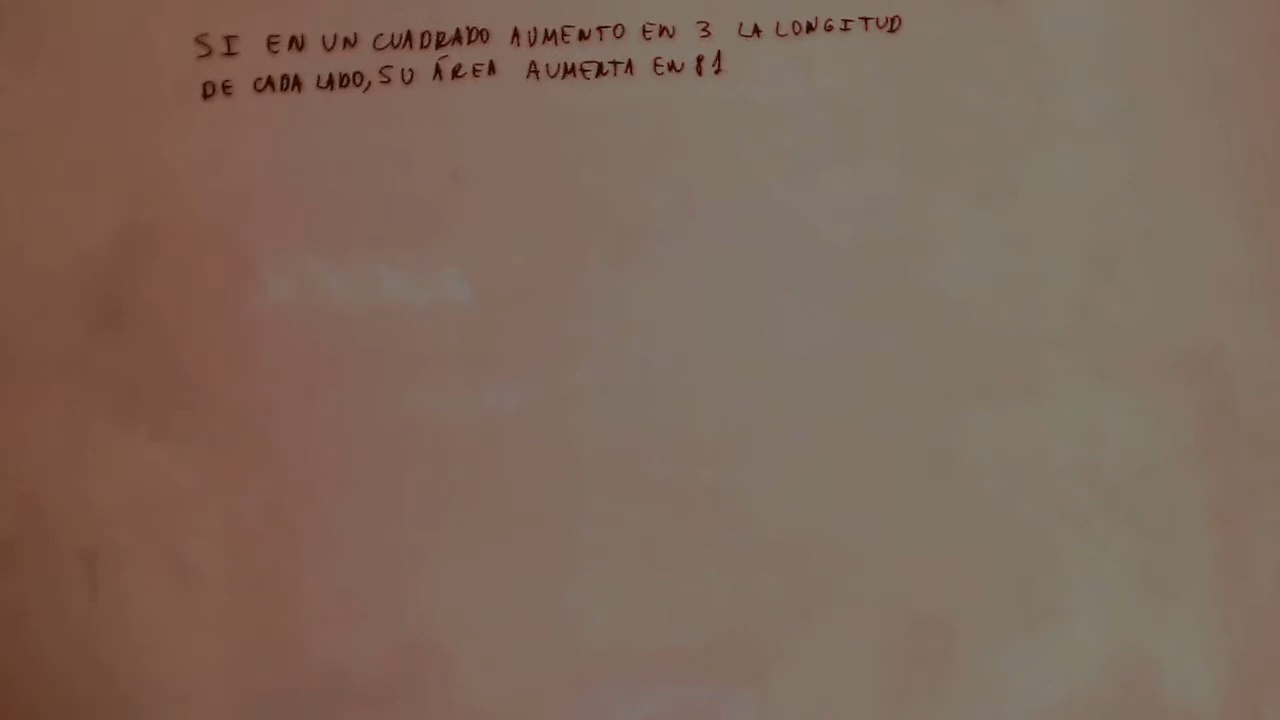 SI EN UN CUADRADO AUMENTO EN 3 LA LONGITUD
DE CADA LADO, SU ÁREA AUMENTA EN 81